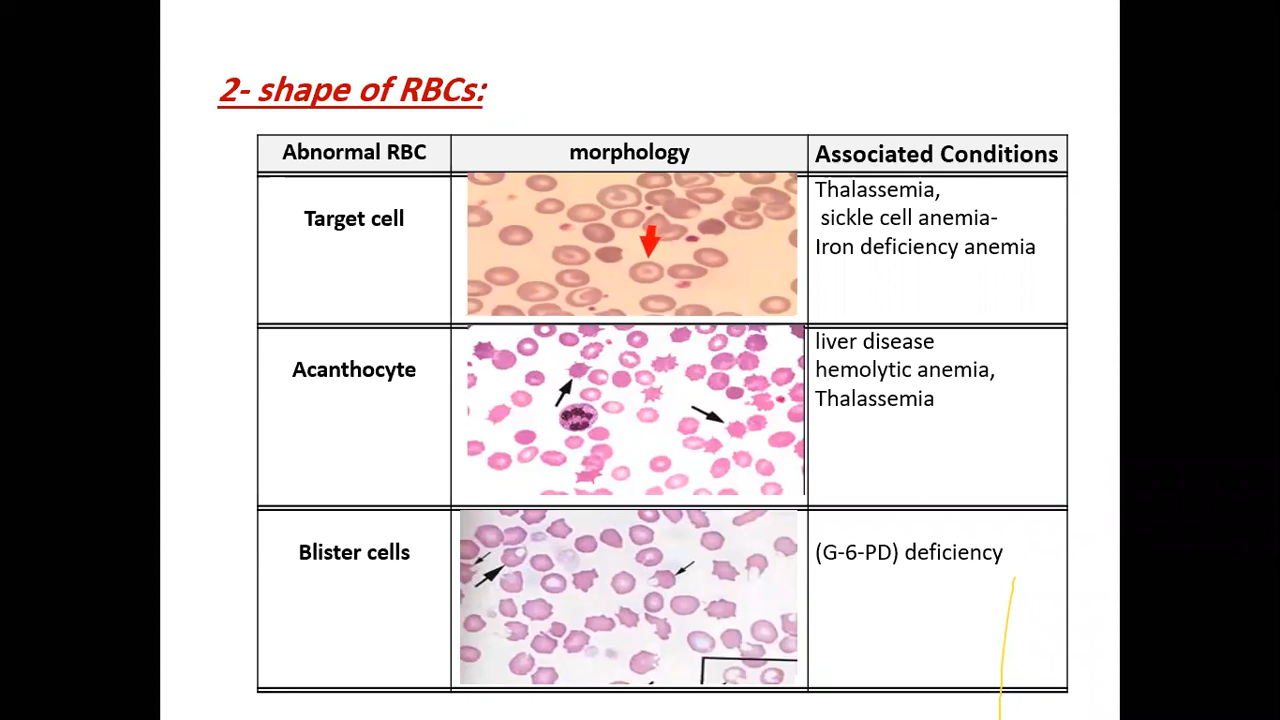 2- shape of RBCs:
Abnormal RBC
morphology
Associated Conditions
Target cell
Thalassemia,
sickle cell anemia-
Iron deficiency anemia
Acanthocyte
liver disease
hemolytic anemia,
Thalassemia
Blister cells
(G-6-PD) deficiency